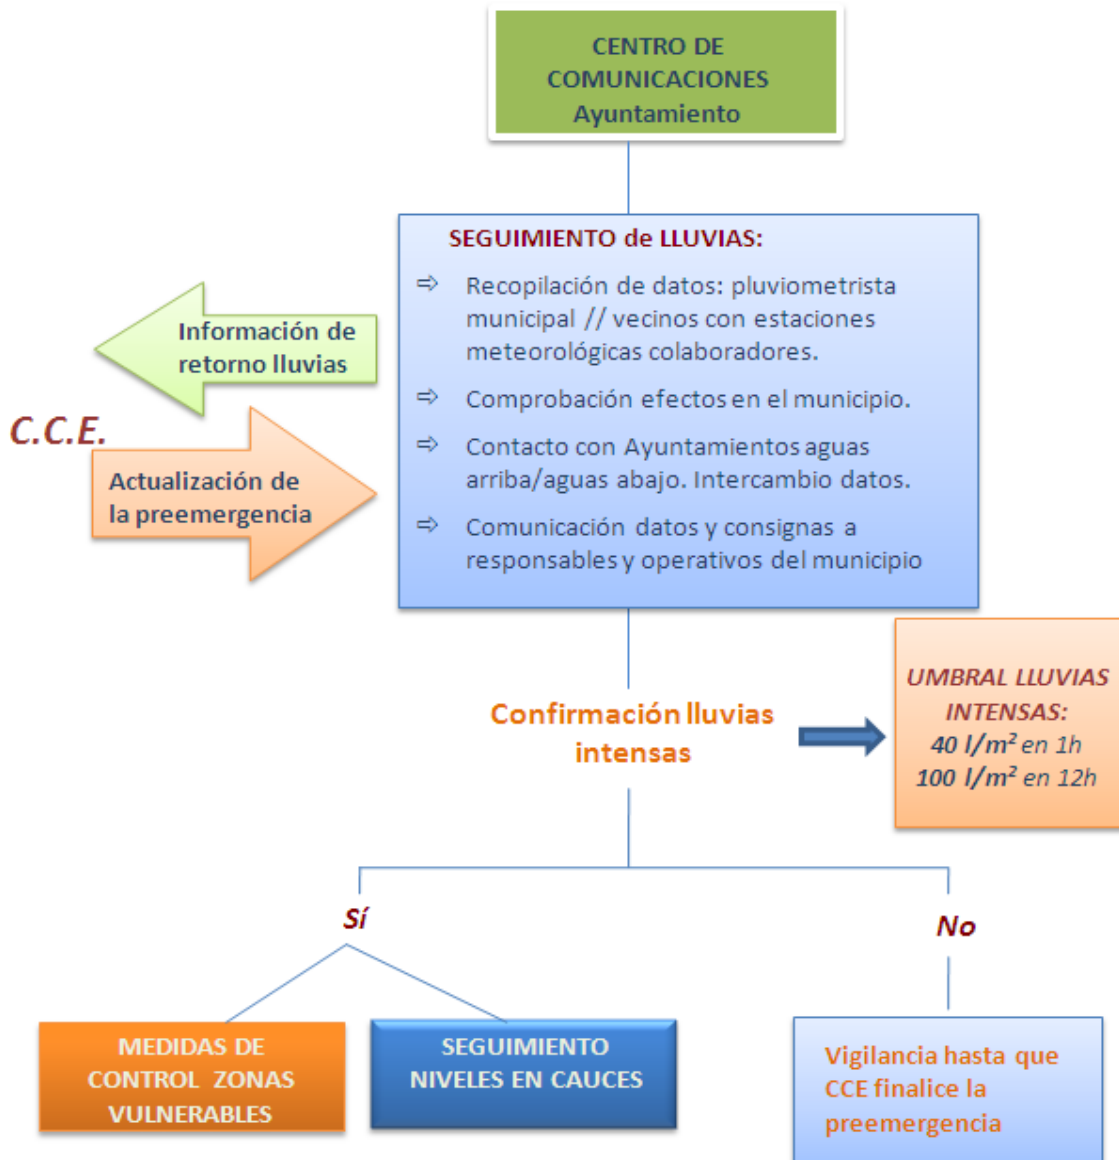 CENTRO DE
COMUNICACIONES
Ayuntamiento
SEGUIMIENTO de LLUVIAS:
⇨ Recopilación de datos: pluviometrista
municipal // vecinos con estaciones
meteorológicas colaboradores.
⇨ Comprobación efectos en el municipio.
⇨ Contacto con Ayuntamientos aguas
arriba/aguas abajo. Intercambio datos.
⇨ Comunicación datos y consignas a
responsables y operativos del municipio
Información de
retorno lluvias
C.C.E.
Actualización de
la preemergencia
Confirmación lluvias
intensas
UMBRAL LLUVIAS
INTENSAS:
40 l/m² en 1h
100 l/m² en 12h
Sí
No
MEDIDAS DE
CONTROL ZONAS
VULNERABLES
SEGUIMIENTO
NIVELES EN CAUCES
Vigilancia hasta que
CCE finalice la
preemergencia